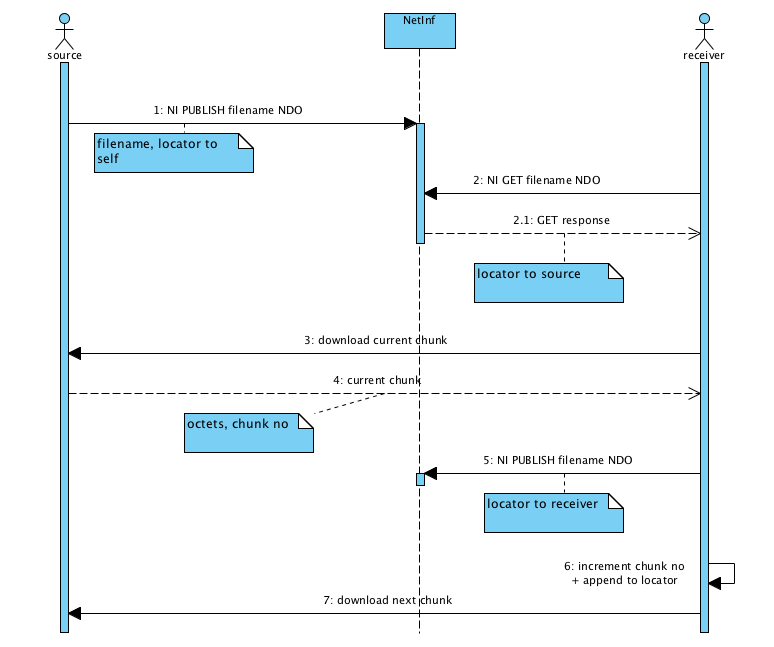 source
NetInf
receiver
1: NI PUBLISH filename NDO
filename, locator to
self
2: NI GET filename NDO
2.1: GET response
locator to source
3: download current chunk
4: current chunk
octets, chunk no
5: NI PUBLISH filename NDO
locator to receiver
6: increment chunk no
+ append to locator
7: download next chunk